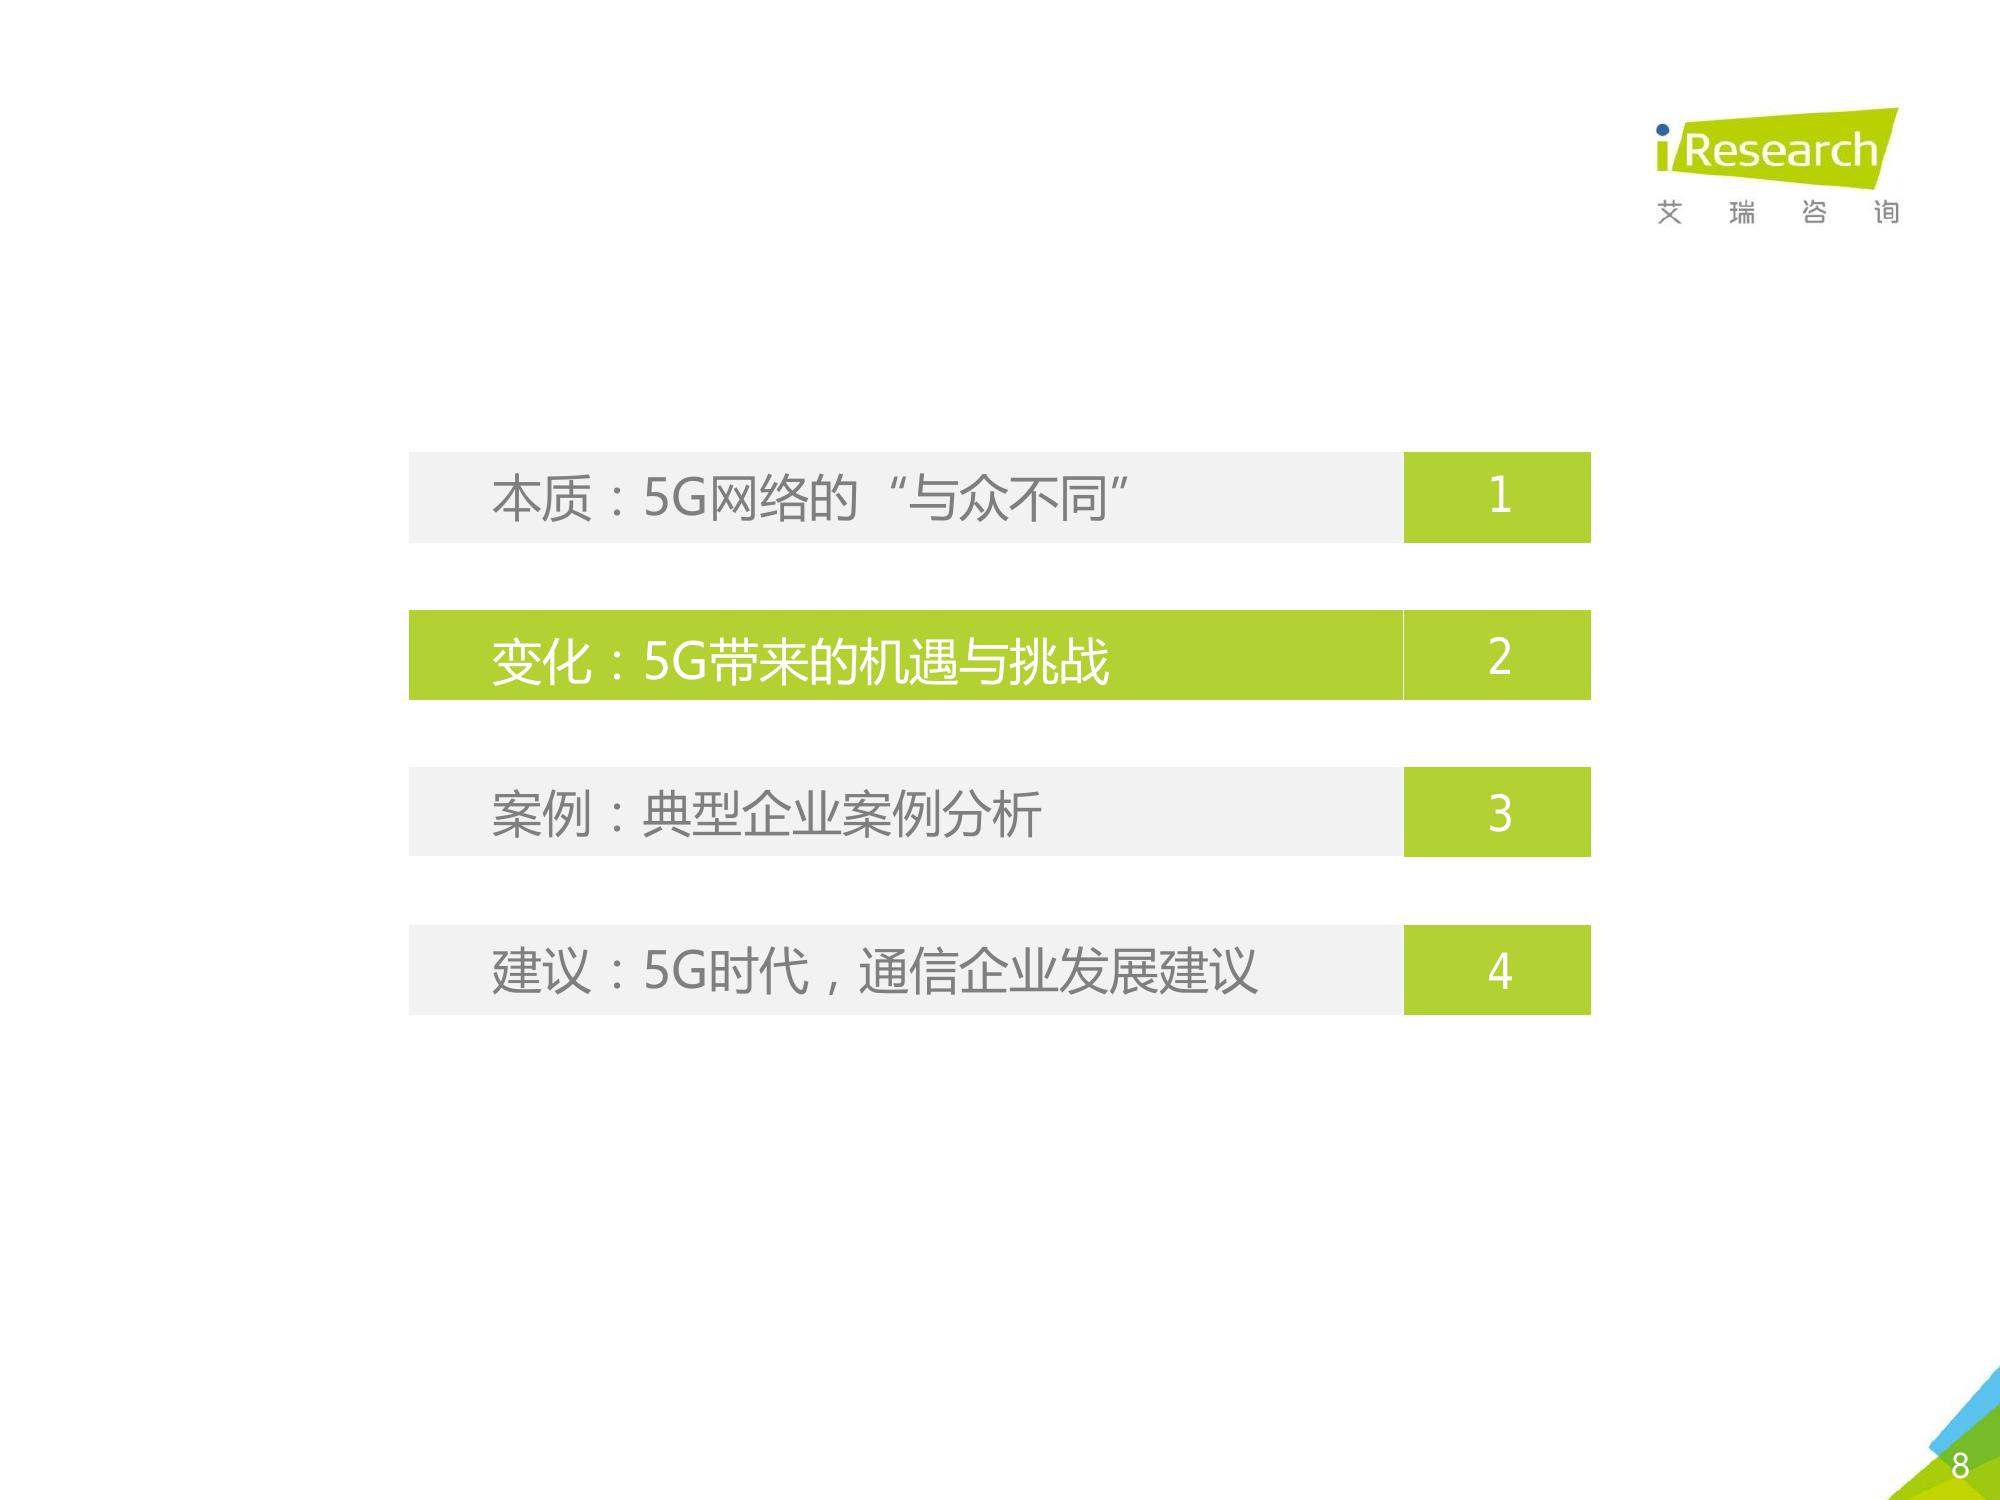 iResearch
艾瑞咨询
本质：5G网络的“与众不同” 1
变化：5G带来的机遇与挑战 2
案例：典型企业案例分析 3
建议：5G时代，通信企业发展建议 4
8